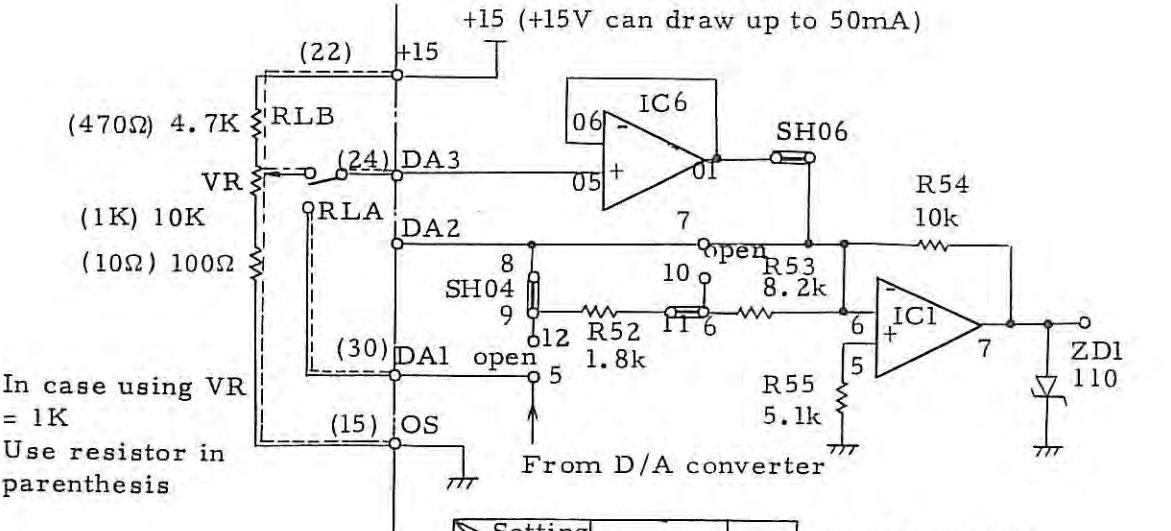 +15 (+15V can draw up to 50mA)
(22) +15
IC6
(470Ω) 4.7K RLB
06
-
SH06
(24) DA3
+
05
01
VR
R54
10k
(1K) 10K
RLA
7
DA2
open
(10Ω) 100Ω
8
10
R53
8.2k
SH04
-
IC1
9
11 6
6
12
R52
1.8k
+
7
(30) DA1 open
5
5
ZD1
110
In case using VR
= 1K
R55
5.1k
(15) OS
Use resistor in
parenthesis
From D/A converter
Setting